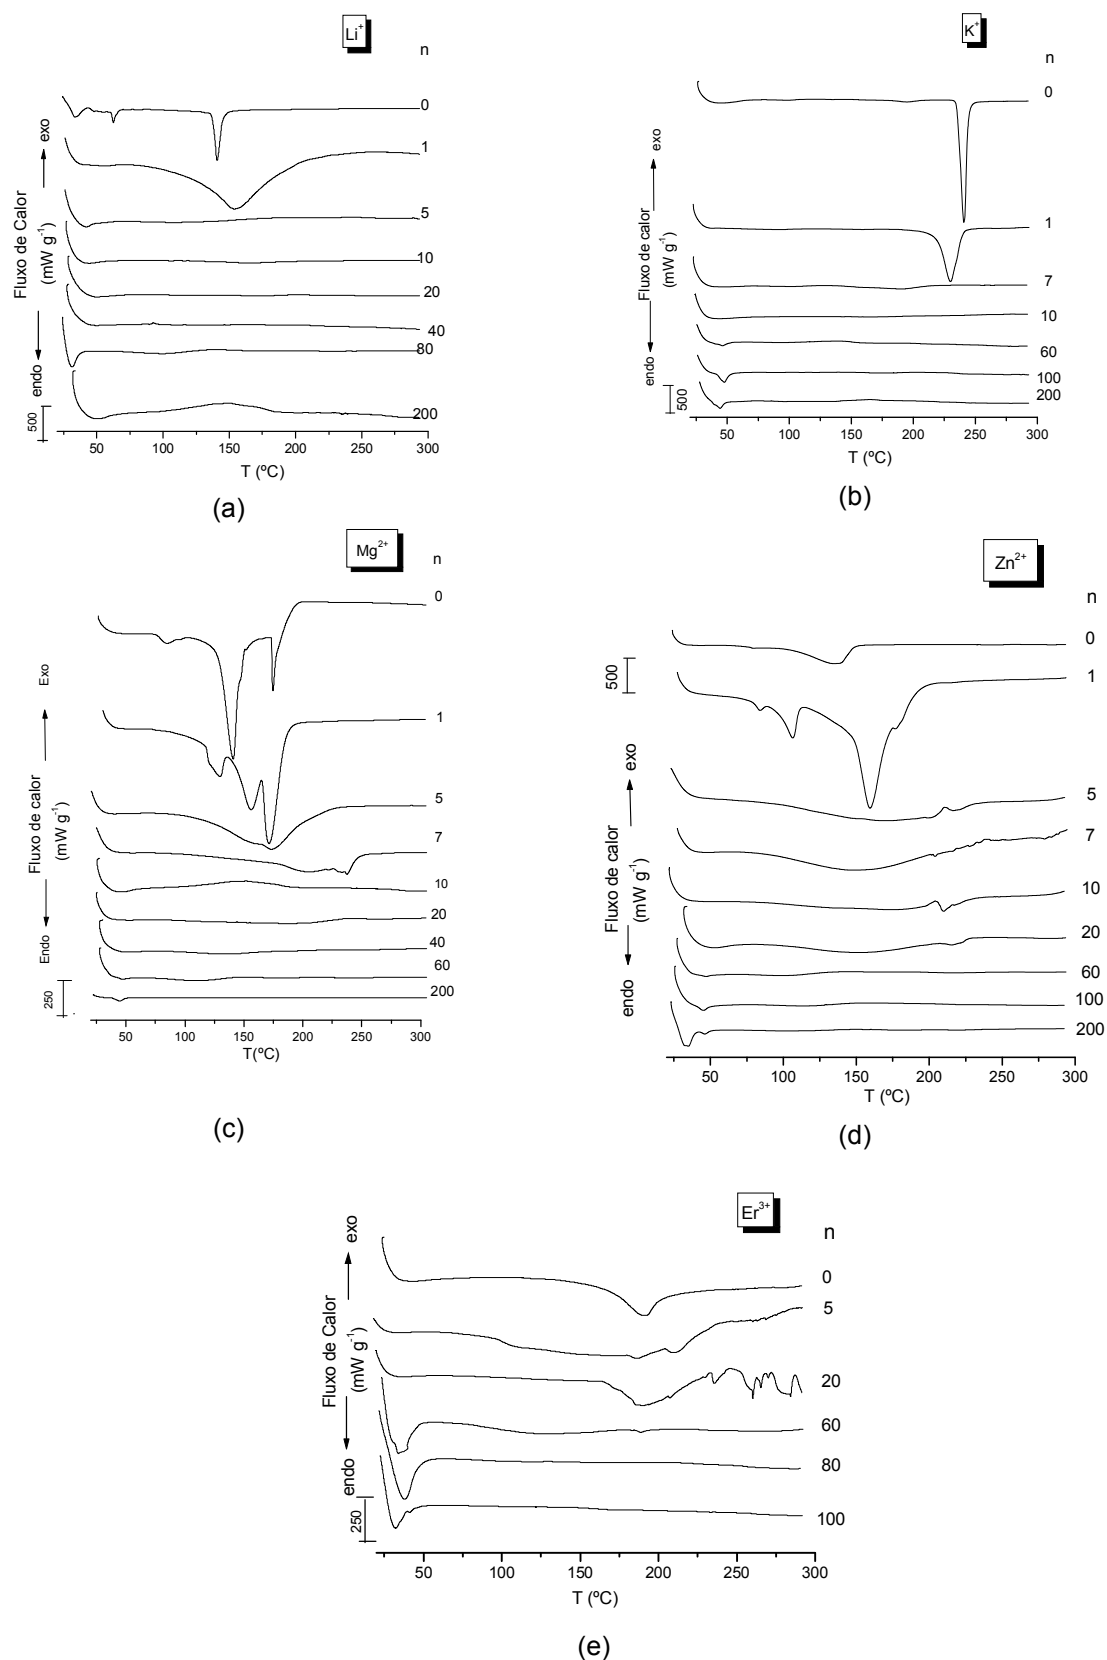 Li+
n
0
1
5
10
20
40
80
200
exo
Fluxo de Calor
(mW g-1)
endo
500
50 100 150 200 250 300
T (ºC)
(a)
K+
n
0
1
7
10
60
100
200
exo
Fluxo de calor
(mW g-1)
endo
500
50 100 150 200 250 300
T (ºC)
(b)
Mg2+
n
0
1
5
7
10
20
40
60
200
Exo
Fluxo de calor
(mW g-1)
Endo
250
50 100 150 200 250 300
T(ºC)
(c)
Zn2+
n
0
1
5
7
10
20
60
100
200
500
exo
Fluxo de calor
(mW g-1)
endo
50 100 150 200 250 300
T (ºC)
(d)
Er3+
n
0
5
20
60
80
100
exo
Fluxo de Calor
(mW g-1)
endo
250
50 100 150 200 250 300
T (ºC)
(e)